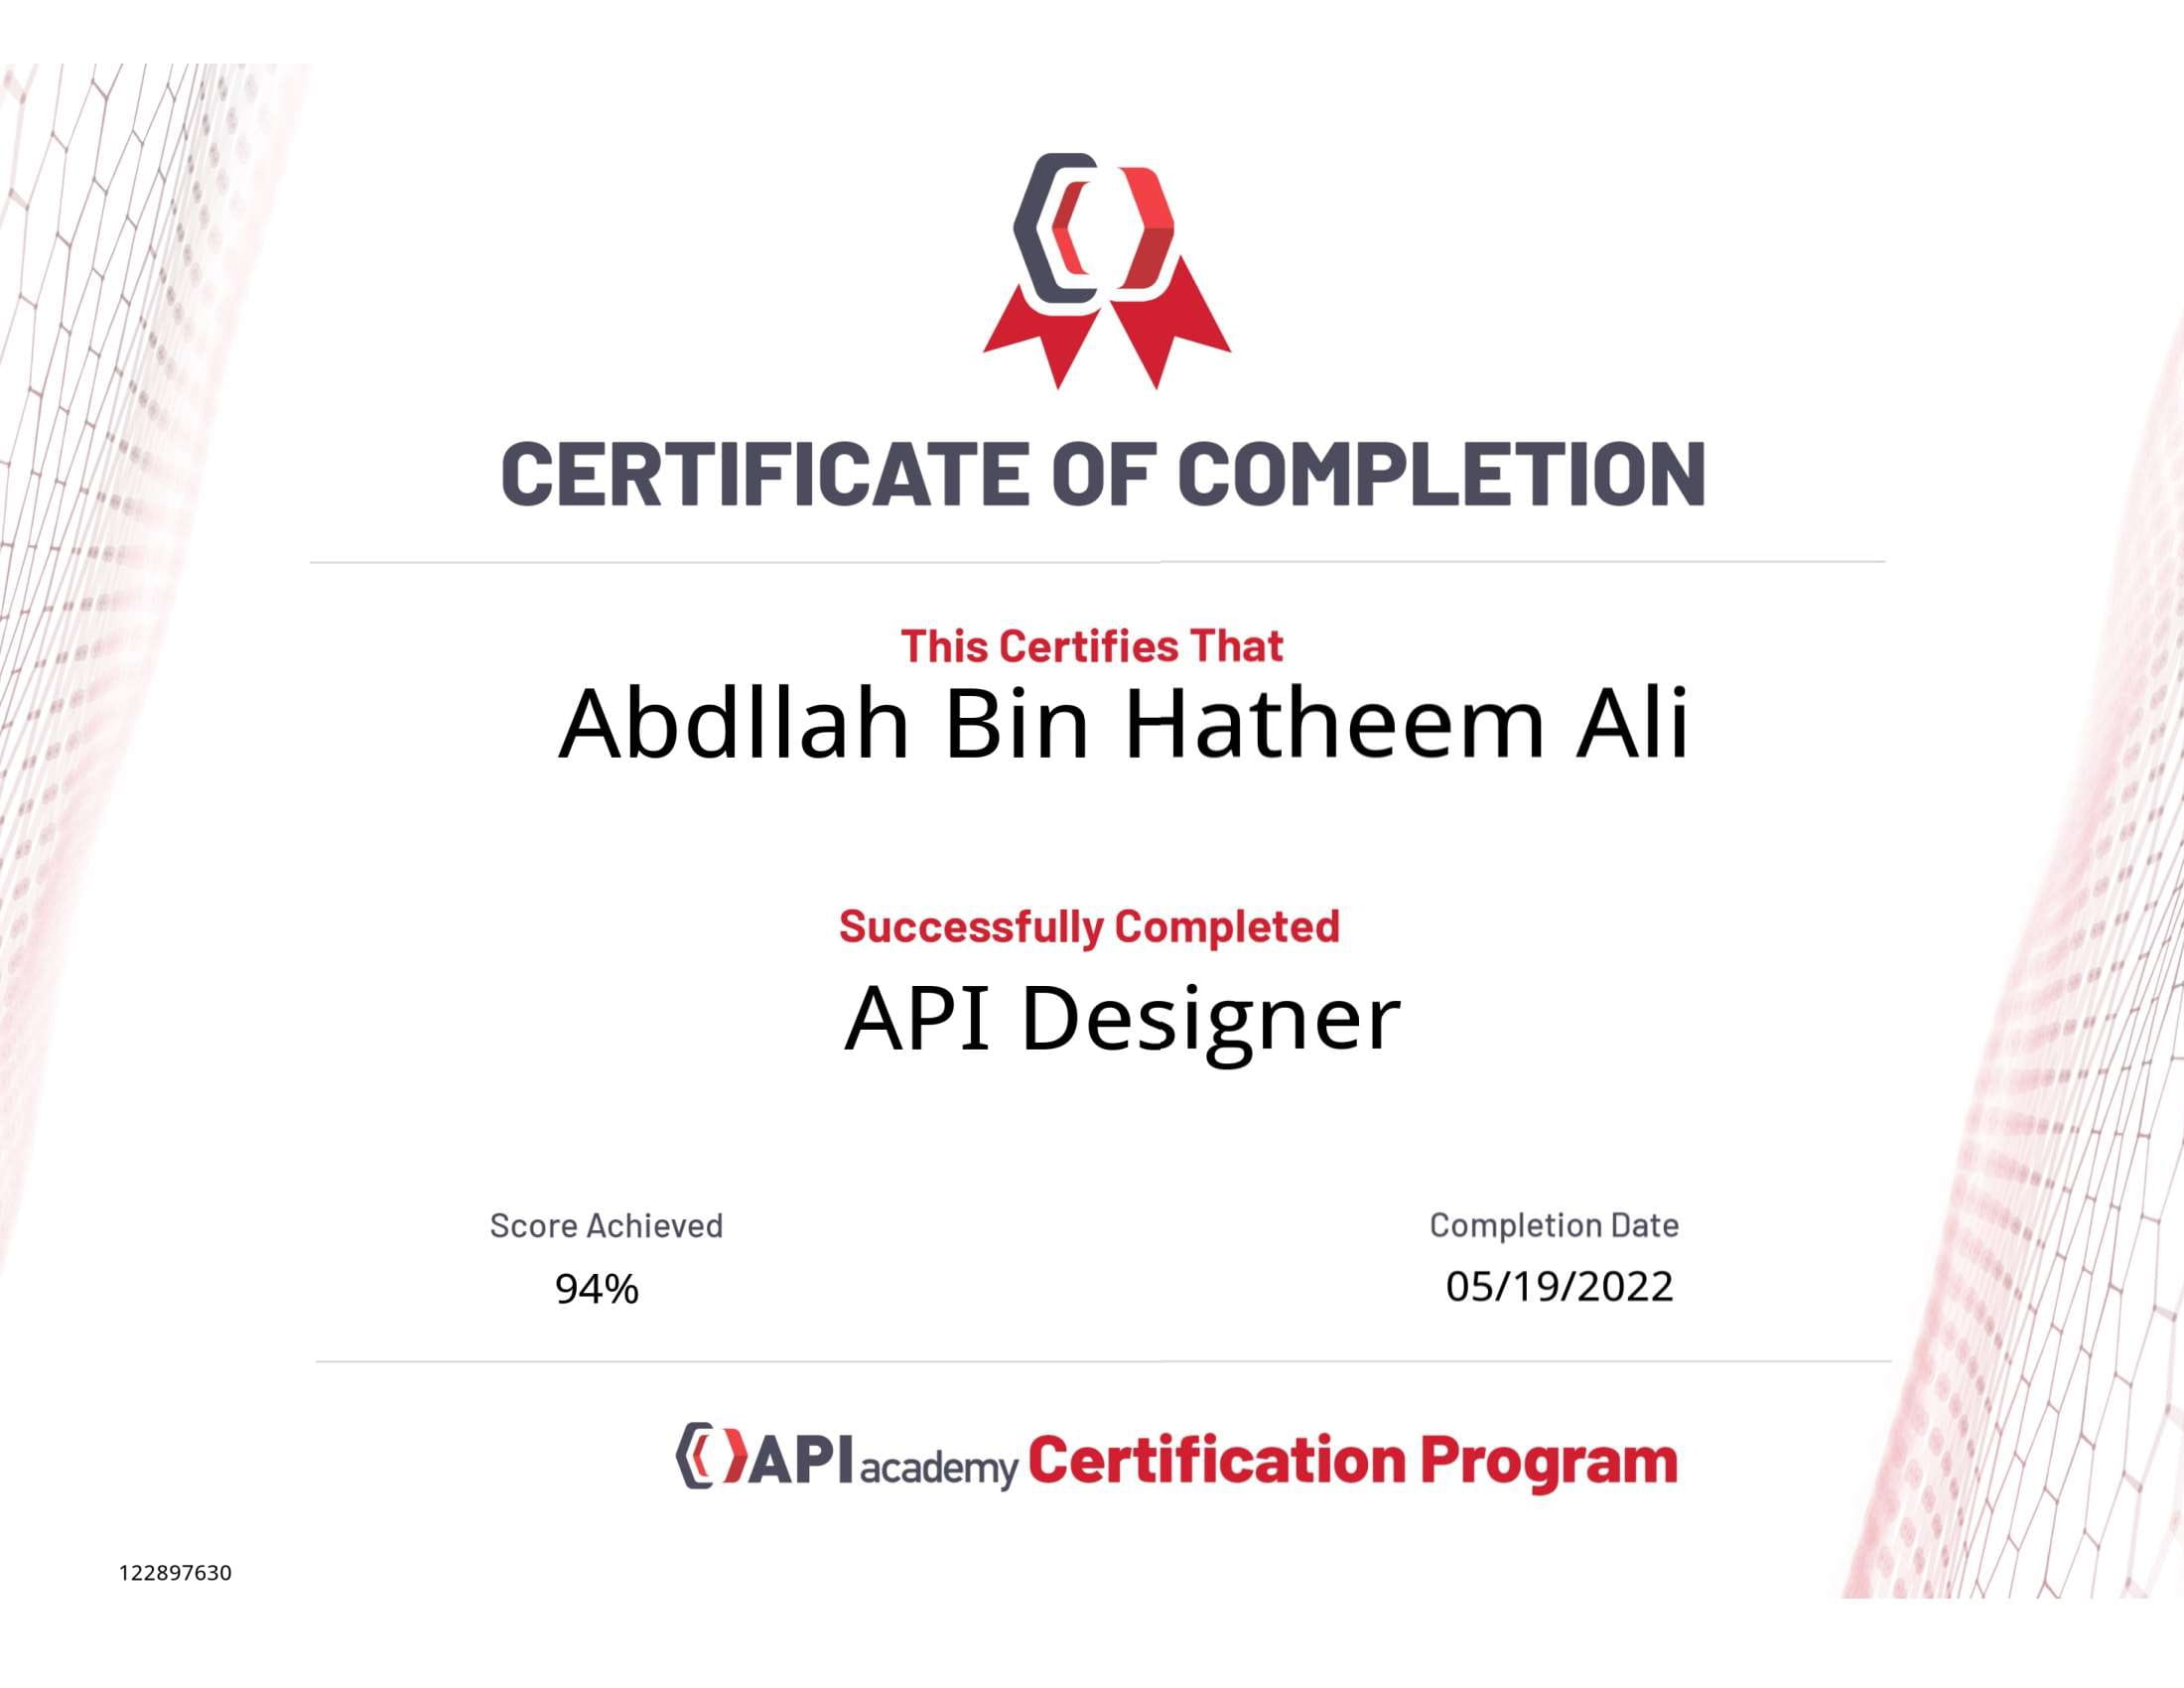 CERTIFICATE OF COMPLETION
This Certifies That
Abdllah Bin Hatheem Ali
Successfully Completed
API Designer
Score Achieved
94%
Completion Date
05/19/2022
API academy Certification Program
122897630